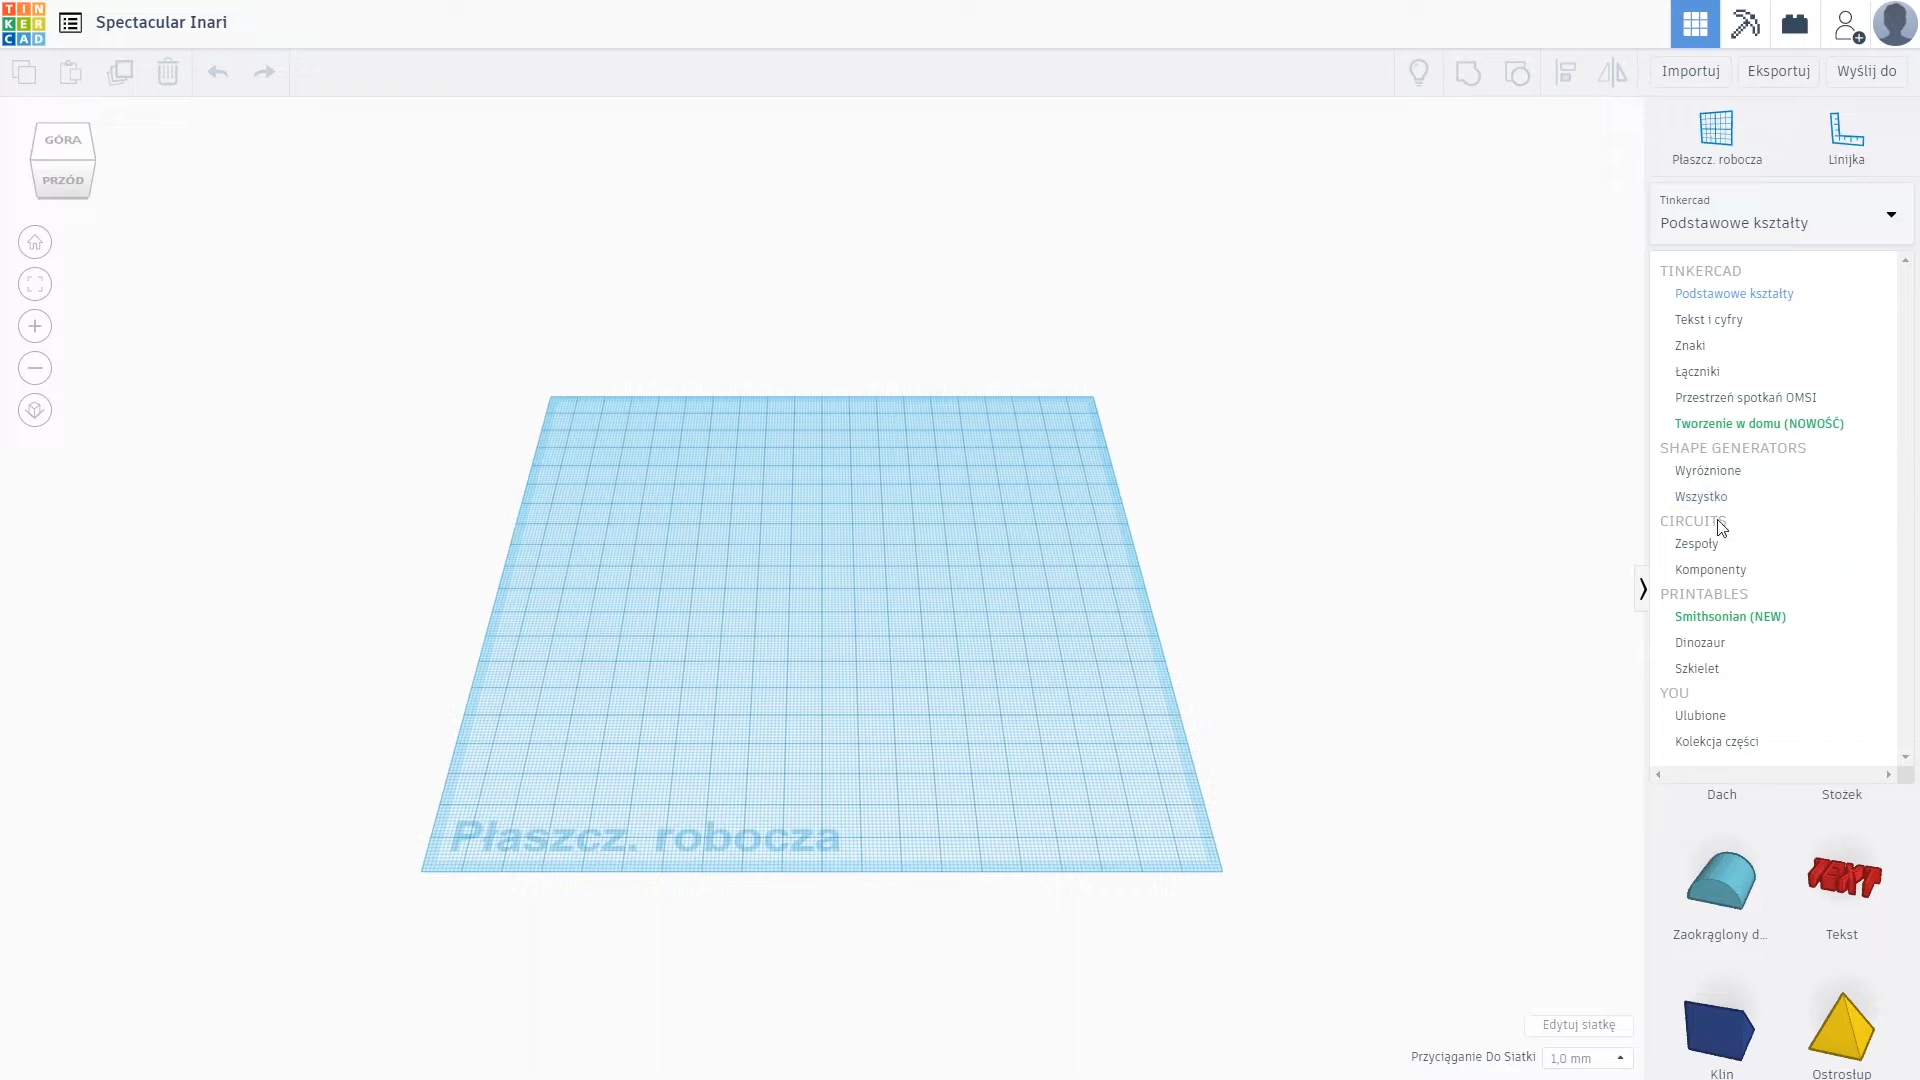 TIN
KER
CAD
Spectacular Inari
Importuj
Eksportuj
Wyślij do
GÓRA
PRZÓD
Płaszcz. robocza
Linijka
Tinkercad
Podstawowe kształty
TINKERCAD
Podstawowe kształty
Tekst i cyfry
Znaki
Łączniki
Przestrzeń spotkań OMSI
Tworzenie w domu (NOWOŚĆ)
SHAPE GENERATORS
Wyróżnione
Wszystko
CIRCUITS
Zespoły
Komponenty
PRINTABLES
Smithsonian (NEW)
Dinozaur
Szkielet
YOU
Ulubione
Kolekcja części
Dach
Stożek
Płaszcz. robocza
TEXT
Zaokrąglony d...
Tekst
Edytuj siatkę
Przyciąganie Do Siatki
1,0 mm
Klin
Ostrosłup